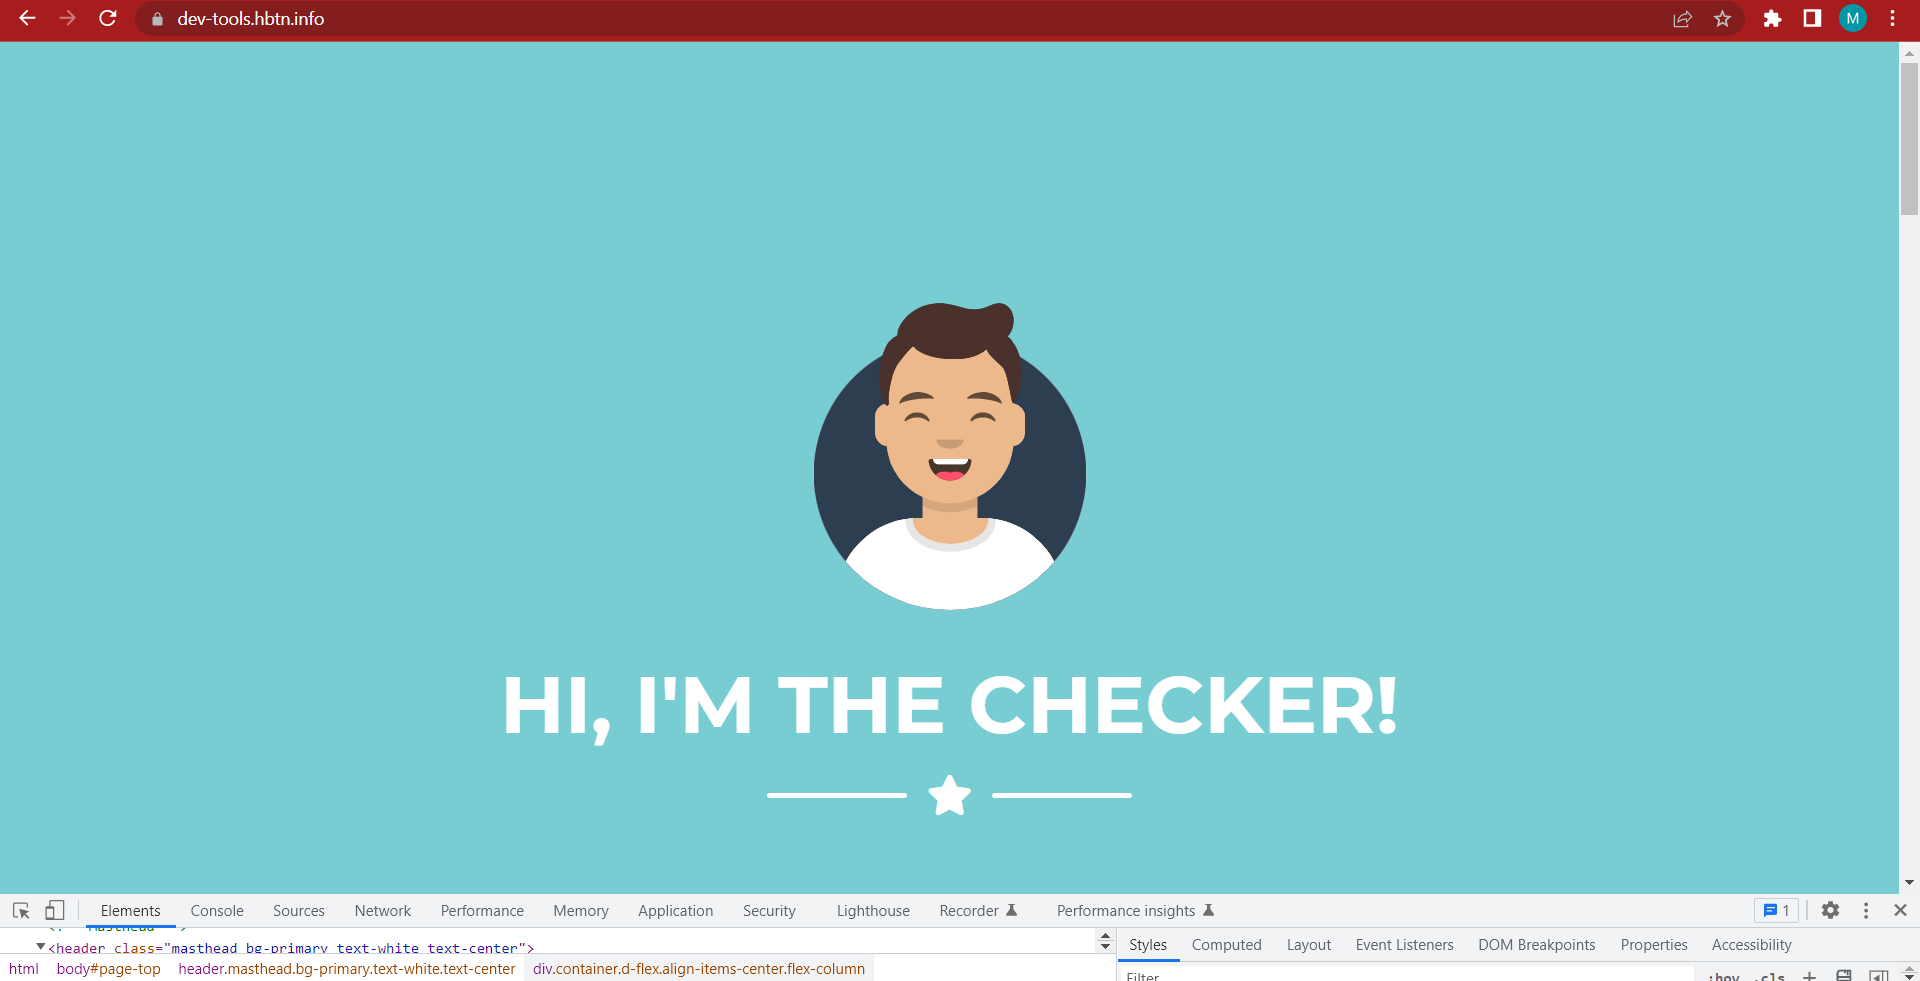 dev-tools.hbtn.info
M
HI, I'M THE CHECKER!
Elements Console Sources Network Performance Memory Application Security Lighthouse Recorder Performance insights 1
<header class="masthead bg-primary text-white text-center">
Styles Computed Layout Event Listeners DOM Breakpoints Properties Accessibility
html body#page-top header.masthead.bg-primary.text-white.text-center div.container.d-flex.align-items-center.flex-column
Filter :hov .cls +